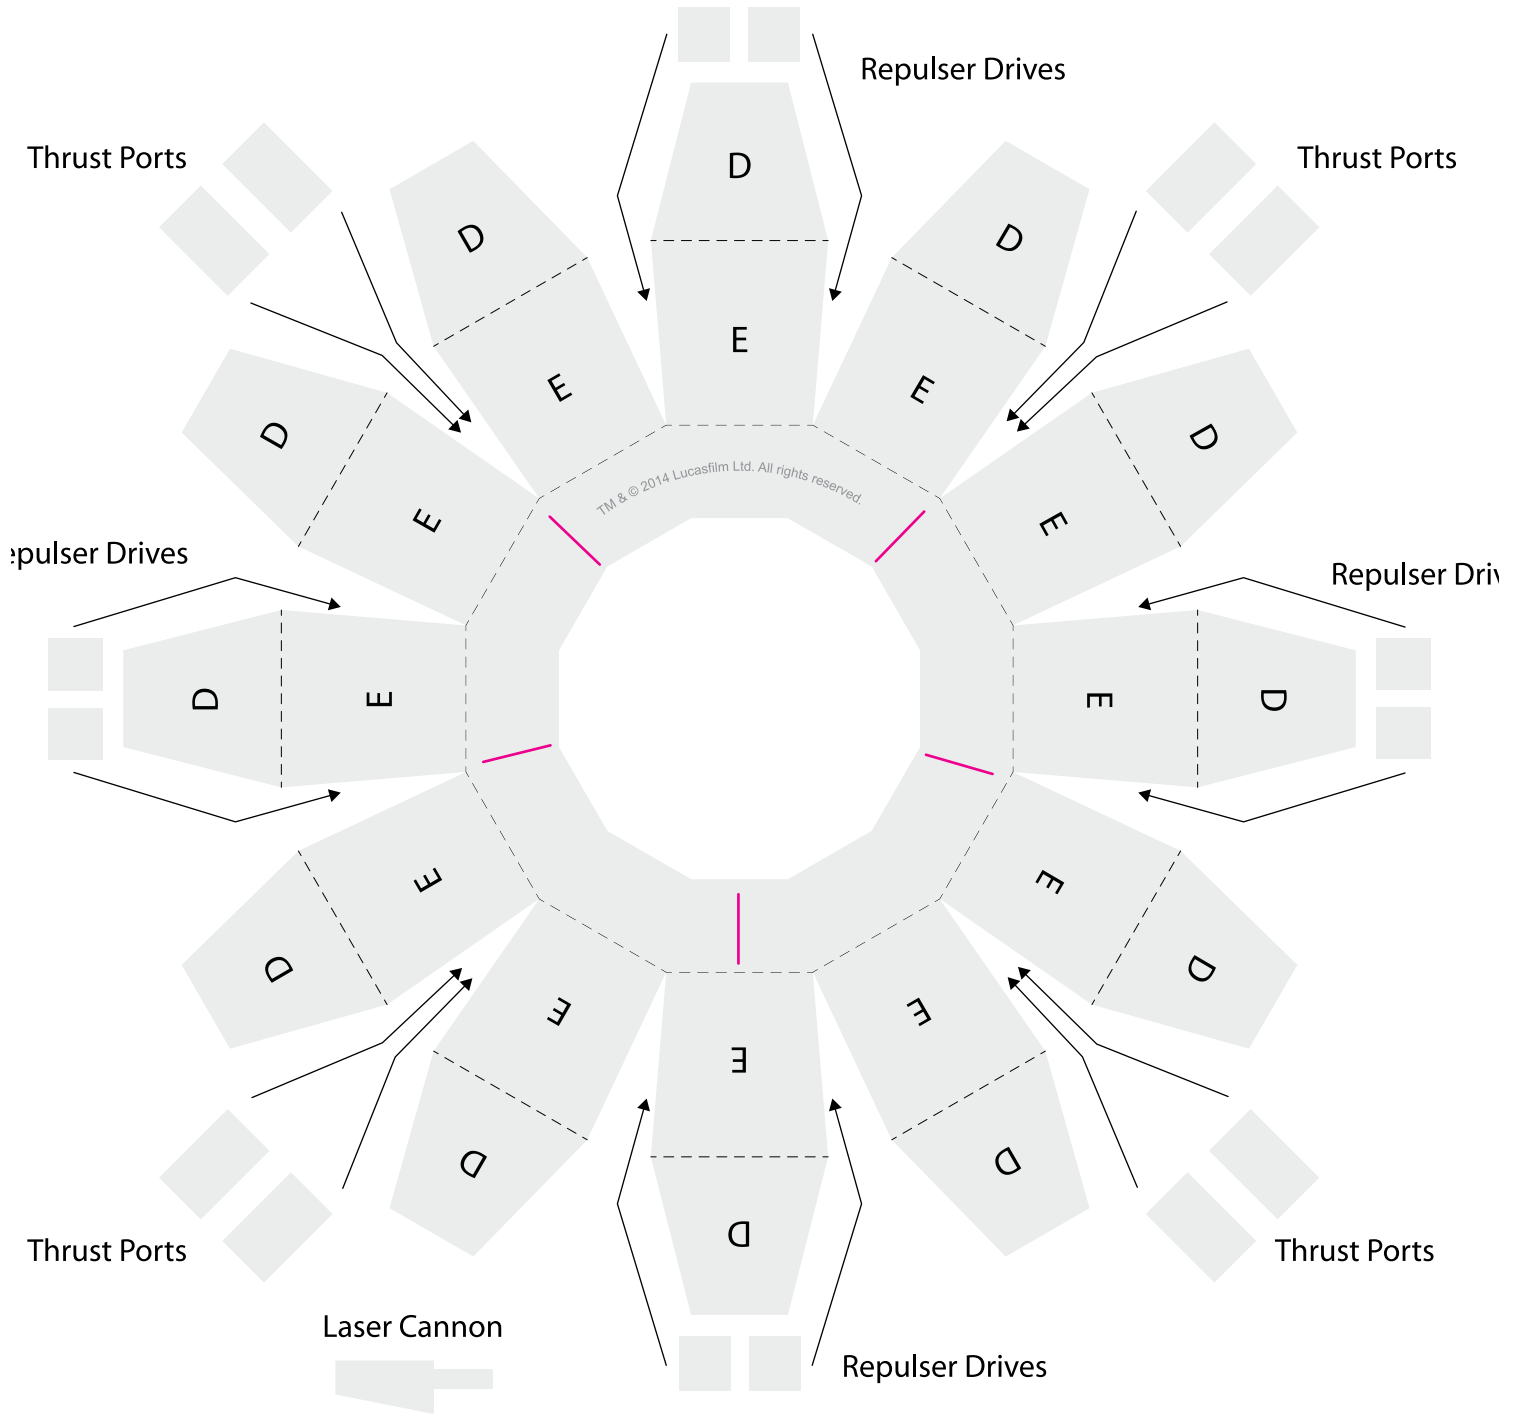 Repulser Drives
Thrust Ports
Thrust Ports
D
D
D
E
E
E
D
D
E
E
TM & © 2014 Lucasfilm Ltd. All rights reserved.
epulser Drives
Repulser Driv
D
E
E
D
E
E
D
D
E
E
E
D
D
D
Thrust Ports
Thrust Ports
Laser Cannon
Repulser Drives